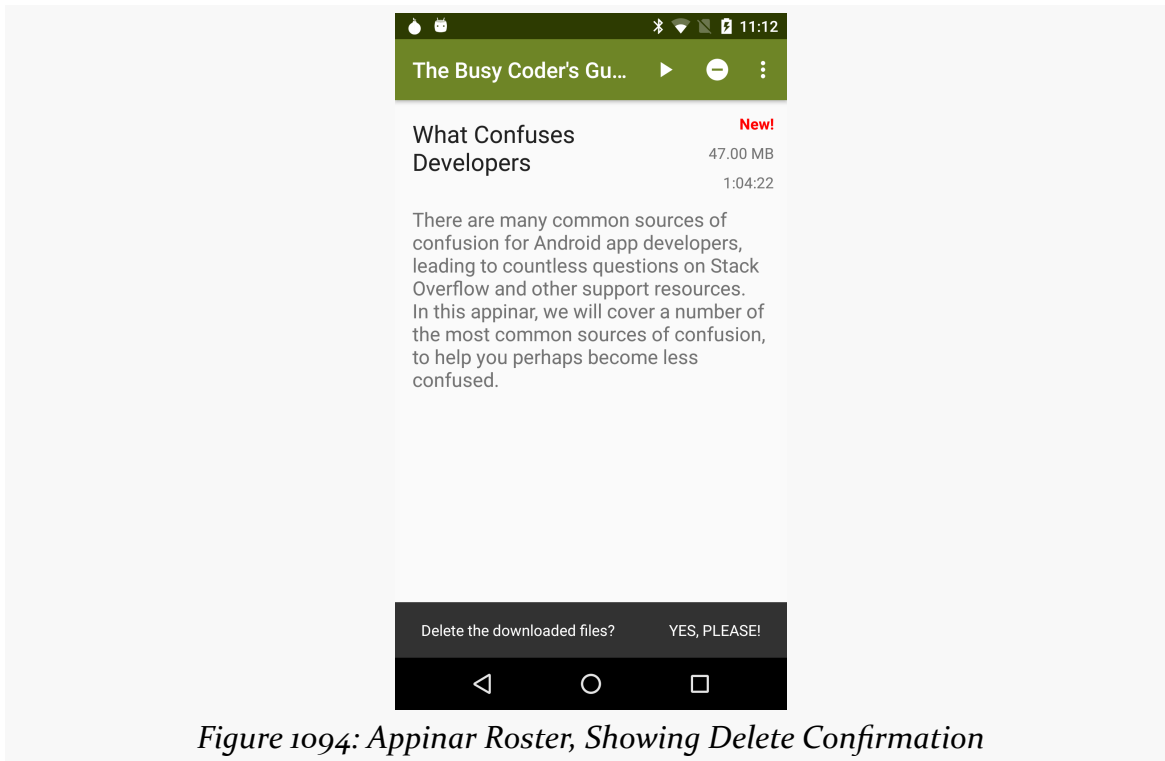 11:12
The Busy Coder's Gu...
What Confuses
Developers
New!
47.00 MB
1:04:22
There are many common sources of
confusion for Android app developers,
leading to countless questions on Stack
Overflow and other support resources.
In this appinar, we will cover a number of
the most common sources of confusion,
to help you perhaps become less
confused.
Delete the downloaded files? YES, PLEASE!
Figure 1094: Appinar Roster, Showing Delete Confirmation